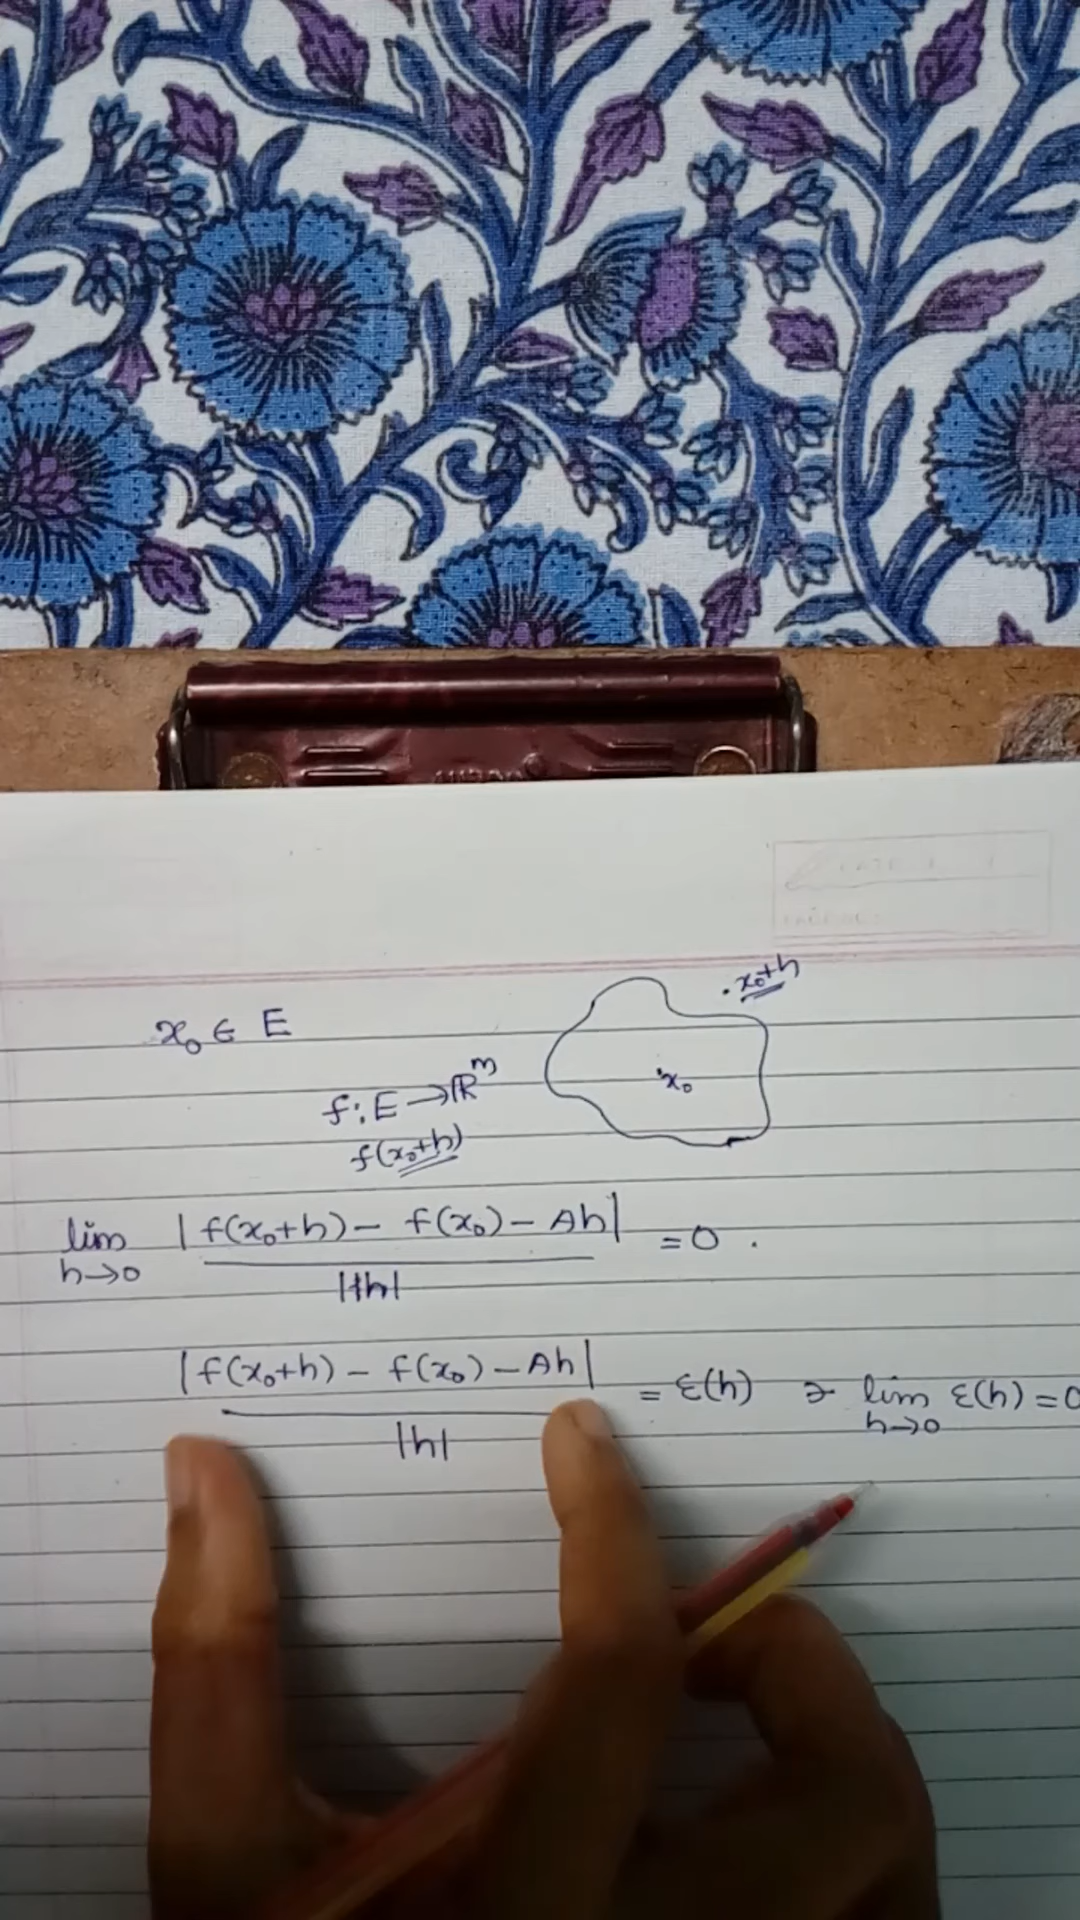 x₀ ∈ E
. x₀+h
f: E → ℝᵐ
. x₀
f(x₀+h)
lim h→0 |f(x₀+h) – f(x₀) – Ah| / |h| = 0 .
|f(x₀+h) – f(x₀) – Ah| / |h| = ε(h) ∋ lim h→0 ε(h) = 0